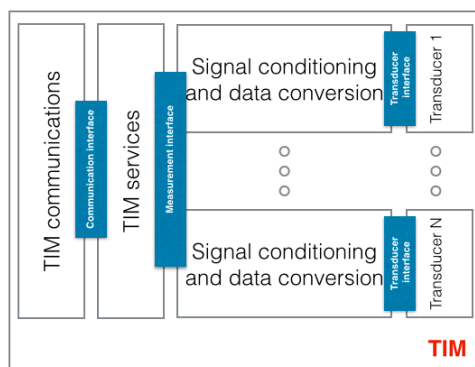 TIM communications
Communication interface
TIM services
Measurement interface
Signal conditioning
and data conversion
Transducer
interface
Transducer 1
Signal conditioning
and data conversion
Transducer
interface
Transducer N
TIM